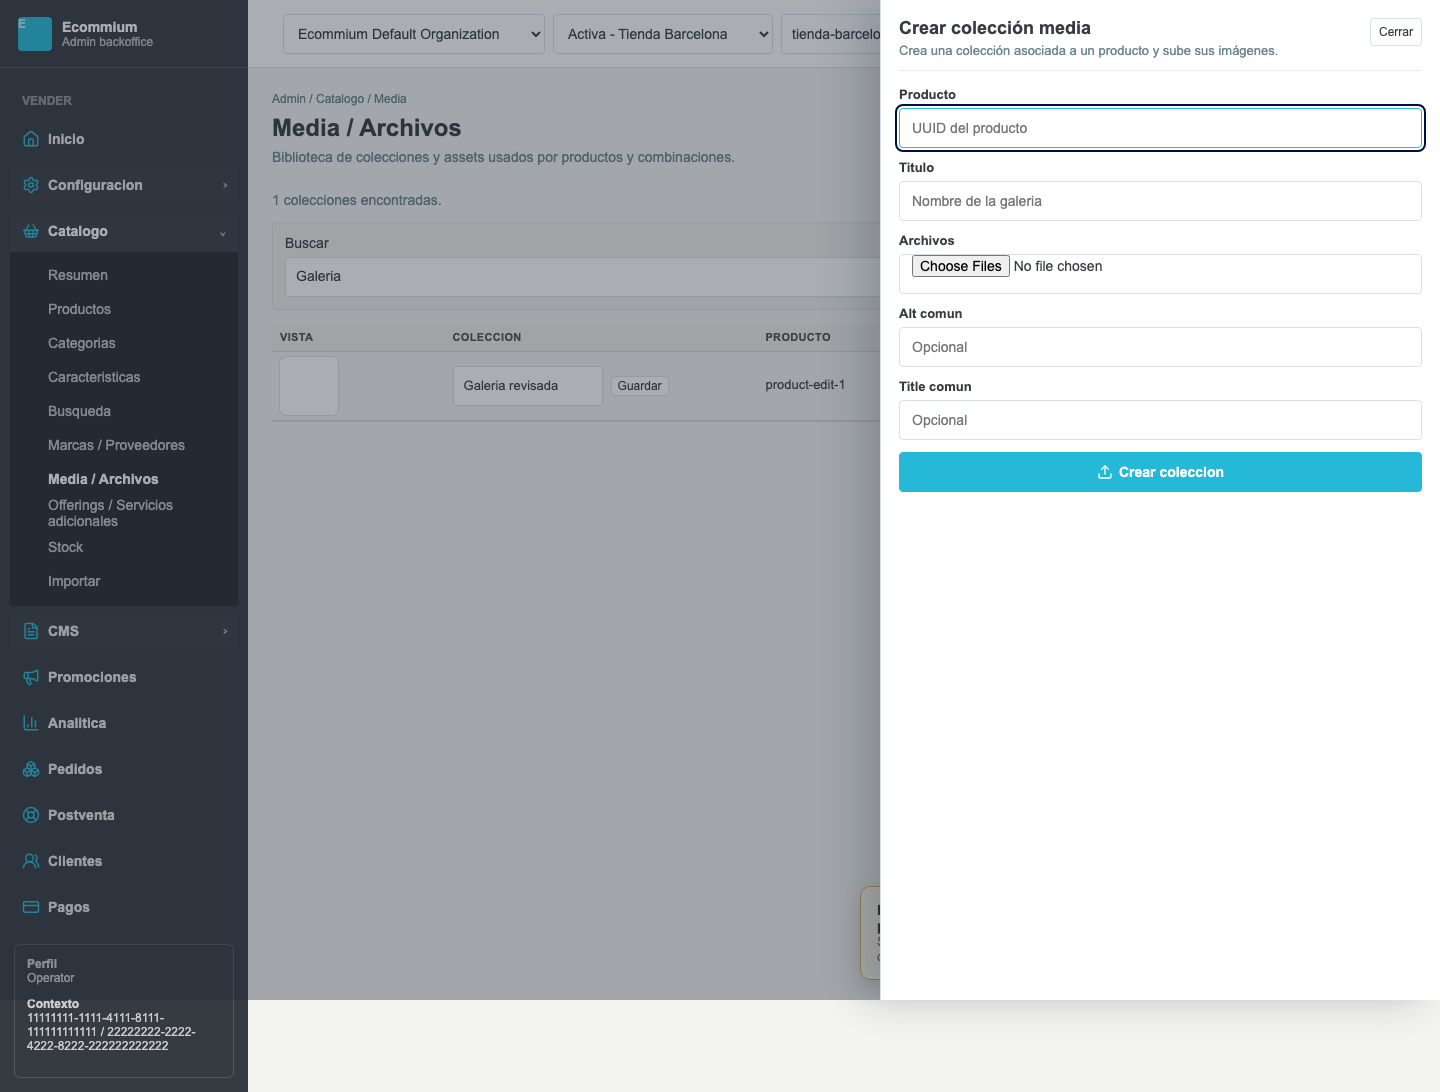 E
Ecommium
Admin backoffice
VENDER
Inicio
Configuracion
Catalogo
Resumen
Productos
Categorias
Caracteristicas
Busqueda
Marcas / Proveedores
Media / Archivos
Offerings / Servicios
adicionales
Stock
Importar
CMS
Promociones
Analitica
Pedidos
Postventa
Clientes
Pagos
Perfil
Operator
Contexto
11111111-1111-4111-8111-
111111111111 / 22222222-2222-
4222-8222-222222222222
Ecommium Default Organization
Activa - Tienda Barcelona
tienda-barcelo
Admin / Catalogo / Media
Media / Archivos
Biblioteca de colecciones y assets usados por productos y combinaciones.
1 colecciones encontradas.
Buscar
Galeria
VISTA COLECCION PRODUCTO
Galeria revisada Guardar product-edit-1
Crear colección media
Crea una colección asociada a un producto y sube sus imágenes.
Cerrar
Producto
UUID del producto
Titulo
Nombre de la galeria
Archivos
Choose Files No file chosen
Alt comun
Opcional
Title comun
Opcional
Crear coleccion